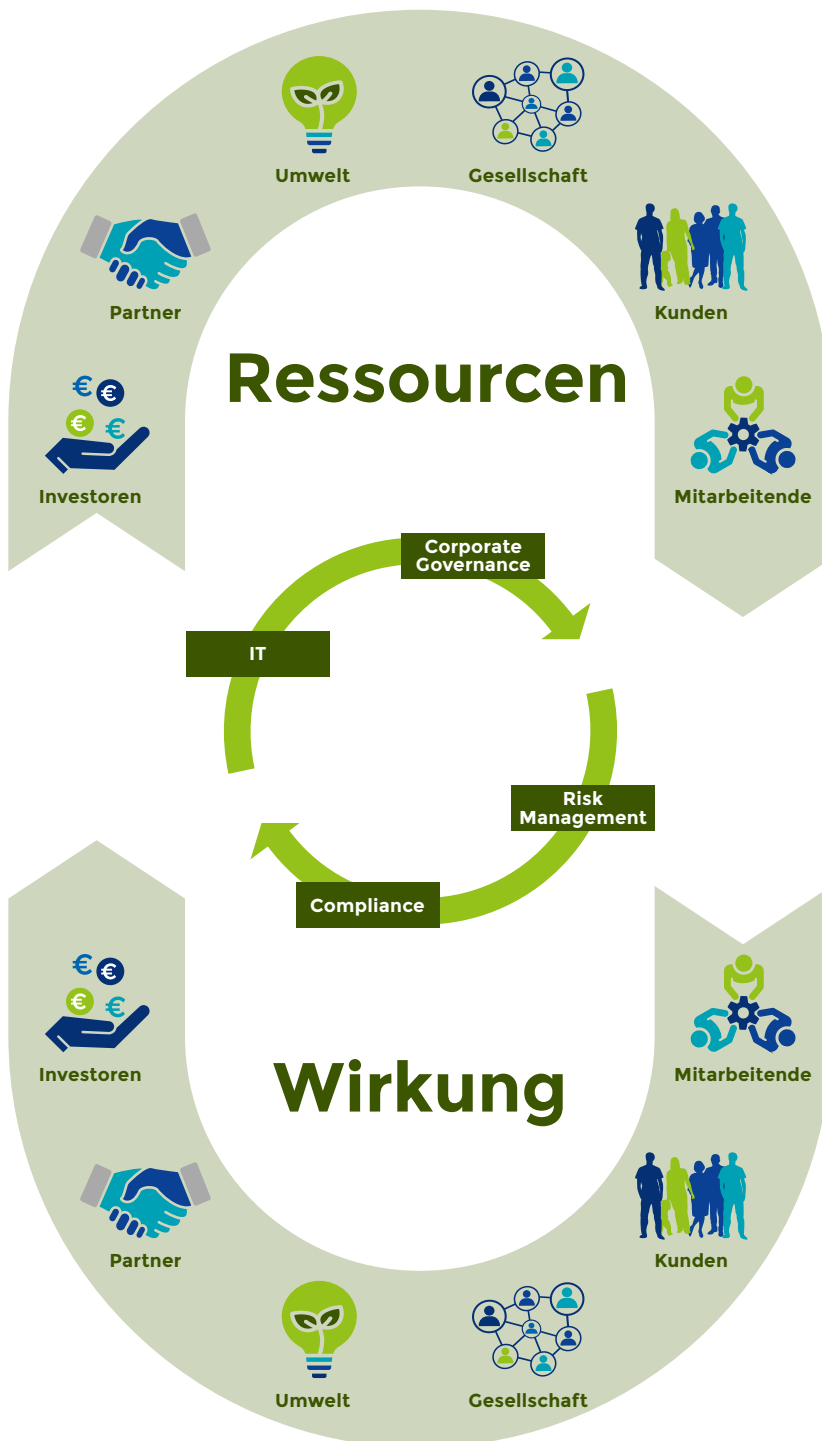 Umwelt
Gesellschaft
Partner
Kunden
Ressourcen
€
€
€
€
Investoren
Mitarbeitende
Corporate
Governance
IT
Risk
Management
Compliance
€
€
€
€
Investoren
Mitarbeitende
Wirkung
Partner
Kunden
Umwelt
Gesellschaft